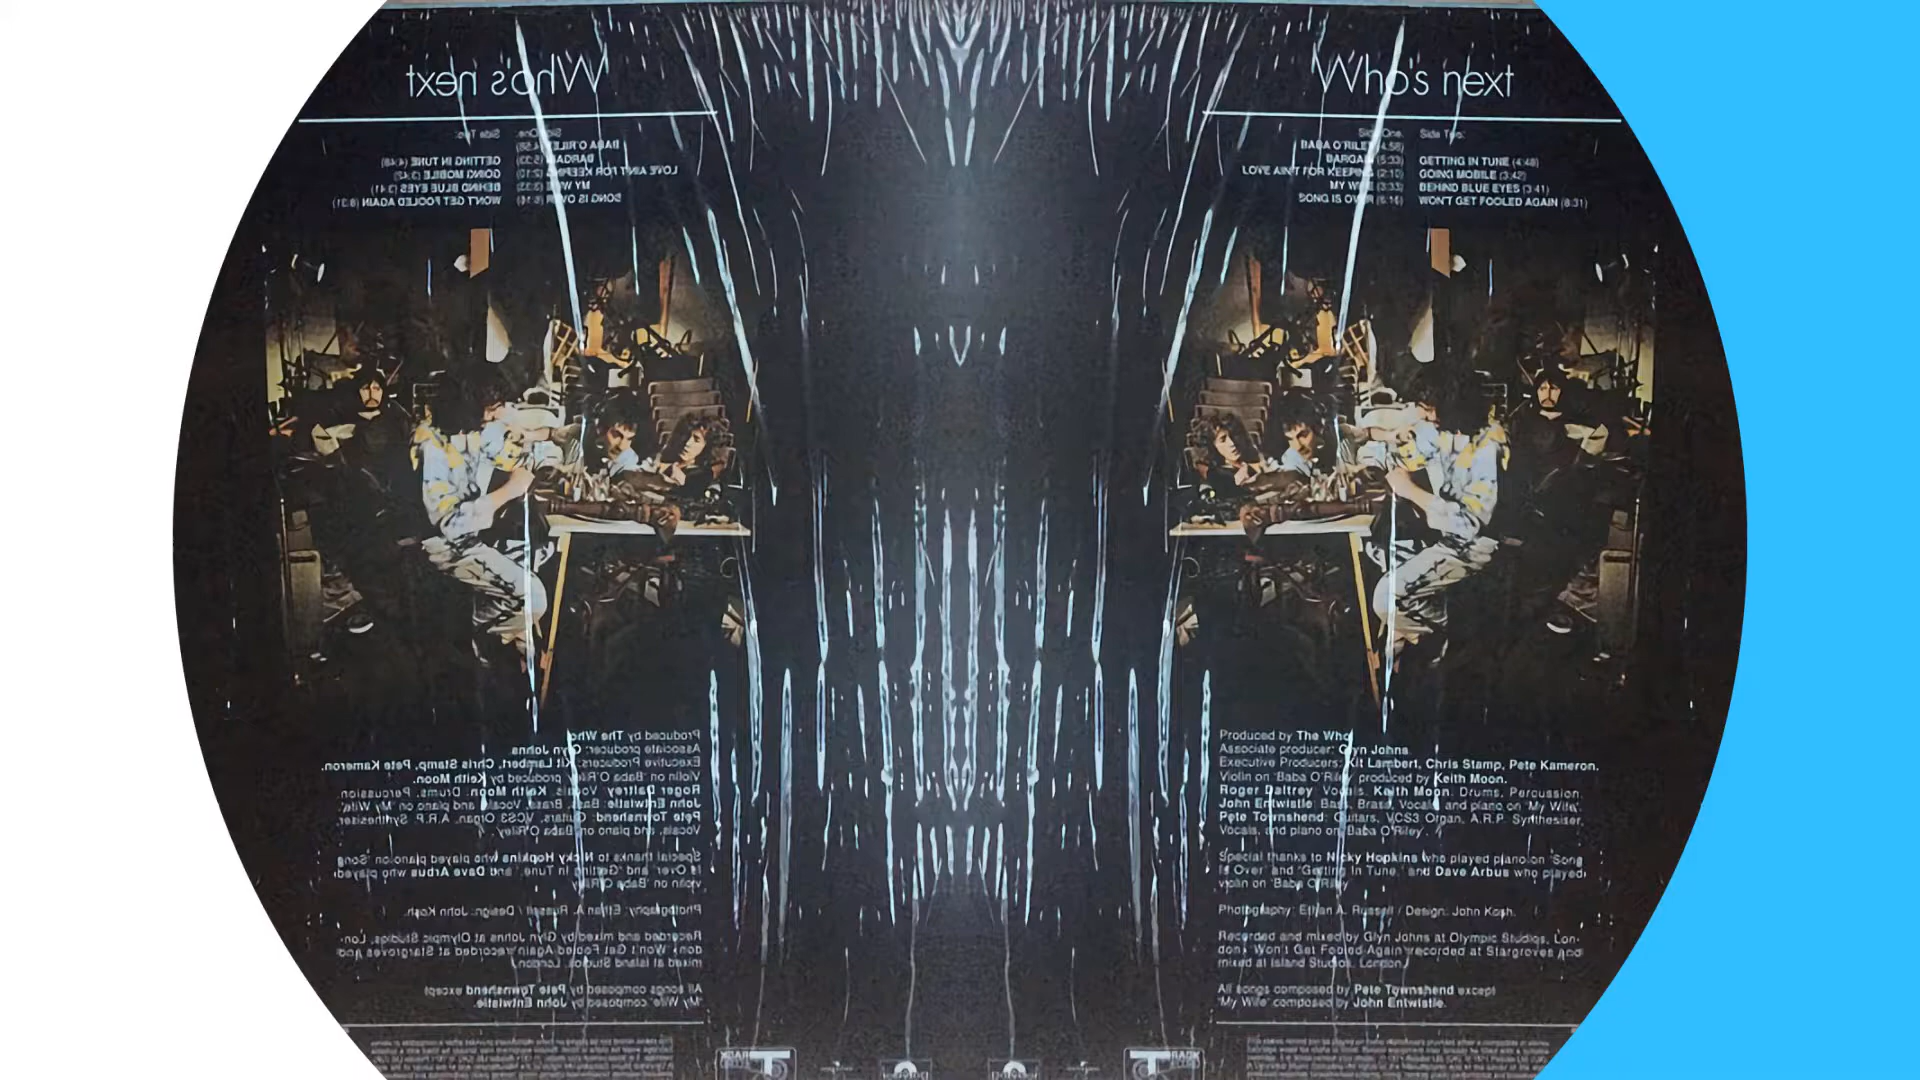 Who's next
Side One: Side Two:
BABA O'RILEY (4:58)
BARGAIN (5:33) GETTING IN TUNE (4:48)
LOVE AIN'T FOR KEEPING (2:10) GOING MOBILE (3:42)
MY WIFE (3:33) BEHIND BLUE EYES (3:41)
SONG IS OVER (6:16) WON'T GET FOOLED AGAIN (8:31)
Produced by The Who
Associate producer: Glyn Johns.
Executive Producers: Kit Lambert, Chris Stamp, Pete Kameron.
Violin on 'Baba O'Riley' produced by Keith Moon.
Roger Daltrey: Vocals. Keith Moon: Drums, Percussion.
John Entwistle: Bass, Brass, Vocals and piano on 'My Wife'.
Pete Townshend: Guitars, VCS3 Organ, A.R.P. Synthesiser,
Vocals, and piano on 'Baba O'Riley'.
Special thanks to Nicky Hopkins who played piano on 'Song
Is Over' and 'Getting In Tune,' and Dave Arbus who played
violin on 'Baba O'Riley'
Photography: Ethan A. Russell / Design: John Kosh.
Recorded and mixed by Glyn Johns at Olympic Studios, Lon-
don. 'Won't Get Fooled Again' recorded at Stargroves and
mixed at Island Studios, London.
All songs composed by Pete Townshend except
'My Wife' composed by John Entwistle.
TRACK